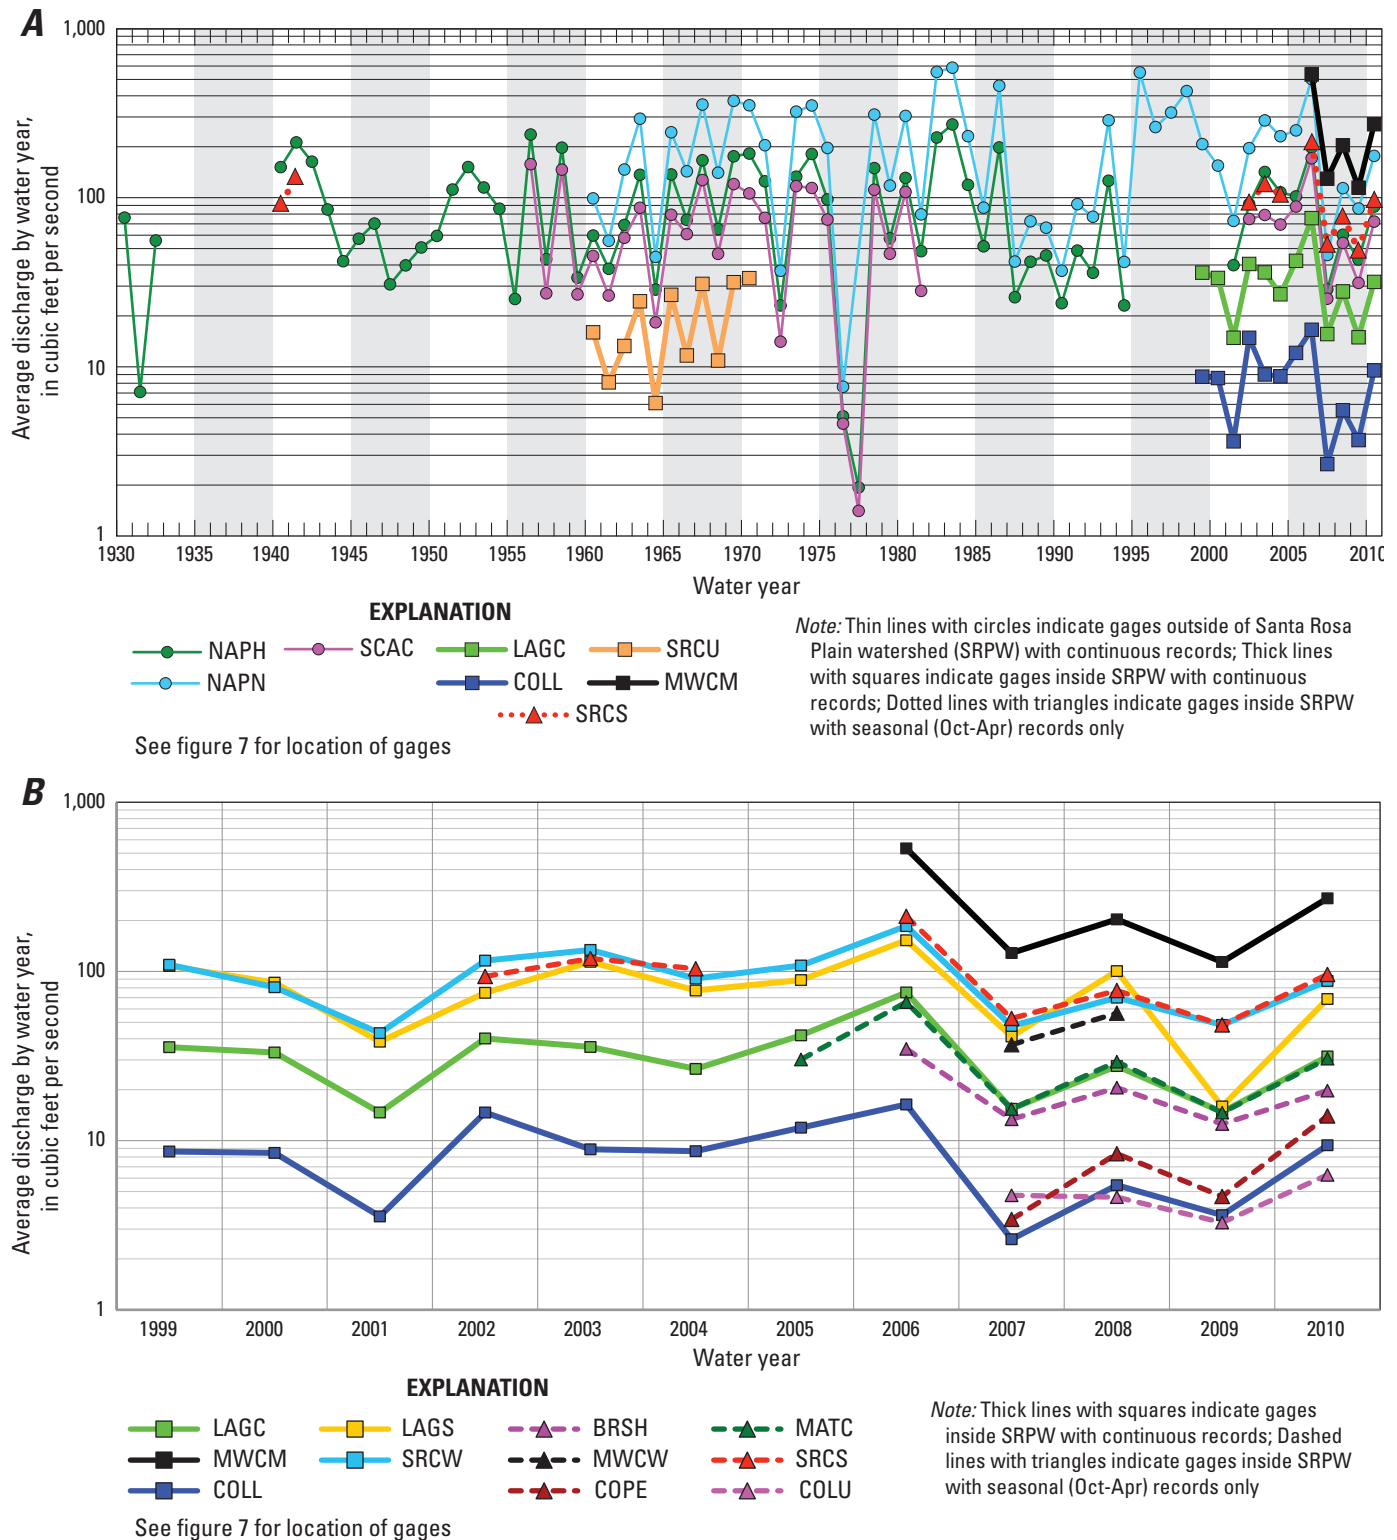 A
1,000
100
10
1
Average discharge by water year,
in cubic feet per second
1930 1935 1940 1945 1950 1955 1960 1965 1970 1975 1980 1985 1990 1995 2000 2005 2010
Water year
EXPLANATION
NAPH SCAC LAGC SRCU
NAPN COLL MWCM
SRCS
Note: Thin lines with circles indicate gages outside of Santa Rosa
Plain watershed (SRPW) with continuous records; Thick lines
with squares indicate gages inside SRPW with continuous
records; Dotted lines with triangles indicate gages inside SRPW
with seasonal (Oct-Apr) records only
See figure 7 for location of gages
B
1,000
100
10
1
Average discharge by water year,
in cubic feet per second
1999 2000 2001 2002 2003 2004 2005 2006 2007 2008 2009 2010
Water year
EXPLANATION
LAGC LAGS BRSH MATC
MWCM SRCW MWCW SRCS
COLL COPE COLU
Note: Thick lines with squares indicate gages
inside SRPW with continuous records; Dashed
lines with triangles indicate gages inside SRPW
with seasonal (Oct-Apr) records only
See figure 7 for location of gages